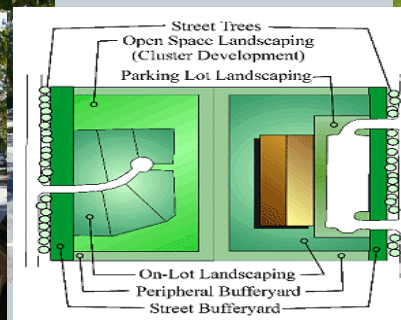 Street Trees
Open Space Landscaping
(Cluster Development)
Parking Lot Landscaping
On-Lot Landscaping
Peripheral Bufferyard
Street Bufferyard